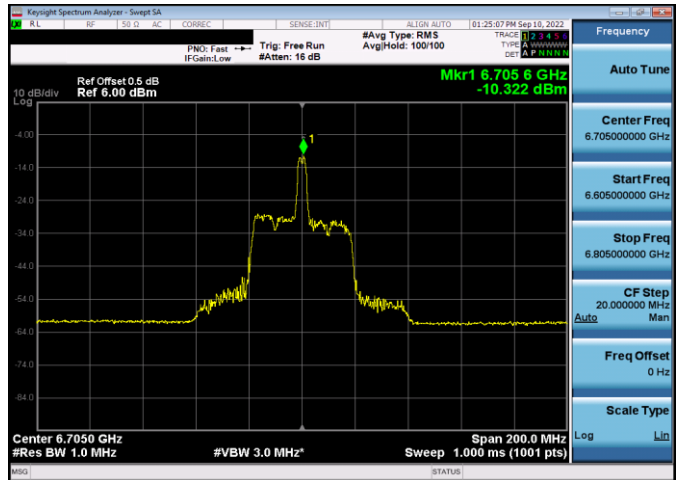 Keysight Spectrum Analyzer - Swept SA
RL RF 50 Ω AC CORREC SENSE:INT ALIGN AUTO 01:25:07 PM Sep 10, 2022
PNO: Fast Trig: Free Run #Avg Type: RMS TRACE 1 2 3 4 5 6
IFGain:Low #Atten: 16 dB Avg|Hold: 100/100 TYPE A WWWWW
DET A P N N N N
Ref Offset 0.5 dB Mkr1 6.705 6 GHz
10 dB/div Ref 6.00 dBm -10.322 dBm
Log
1
-4.00
-14.0
-24.0
-34.0
-44.0
-54.0
-64.0
-74.0
-84.0
Center 6.7050 GHz Span 200.0 MHz
#Res BW 1.0 MHz #VBW 3.0 MHz* Sweep 1.000 ms (1001 pts)
MSG STATUS
Frequency
Auto Tune
Center Freq
6.705000000 GHz
Start Freq
6.605000000 GHz
Stop Freq
6.805000000 GHz
CF Step
20.000000 MHz
Auto Man
Freq Offset
0 Hz
Scale Type
Log Lin